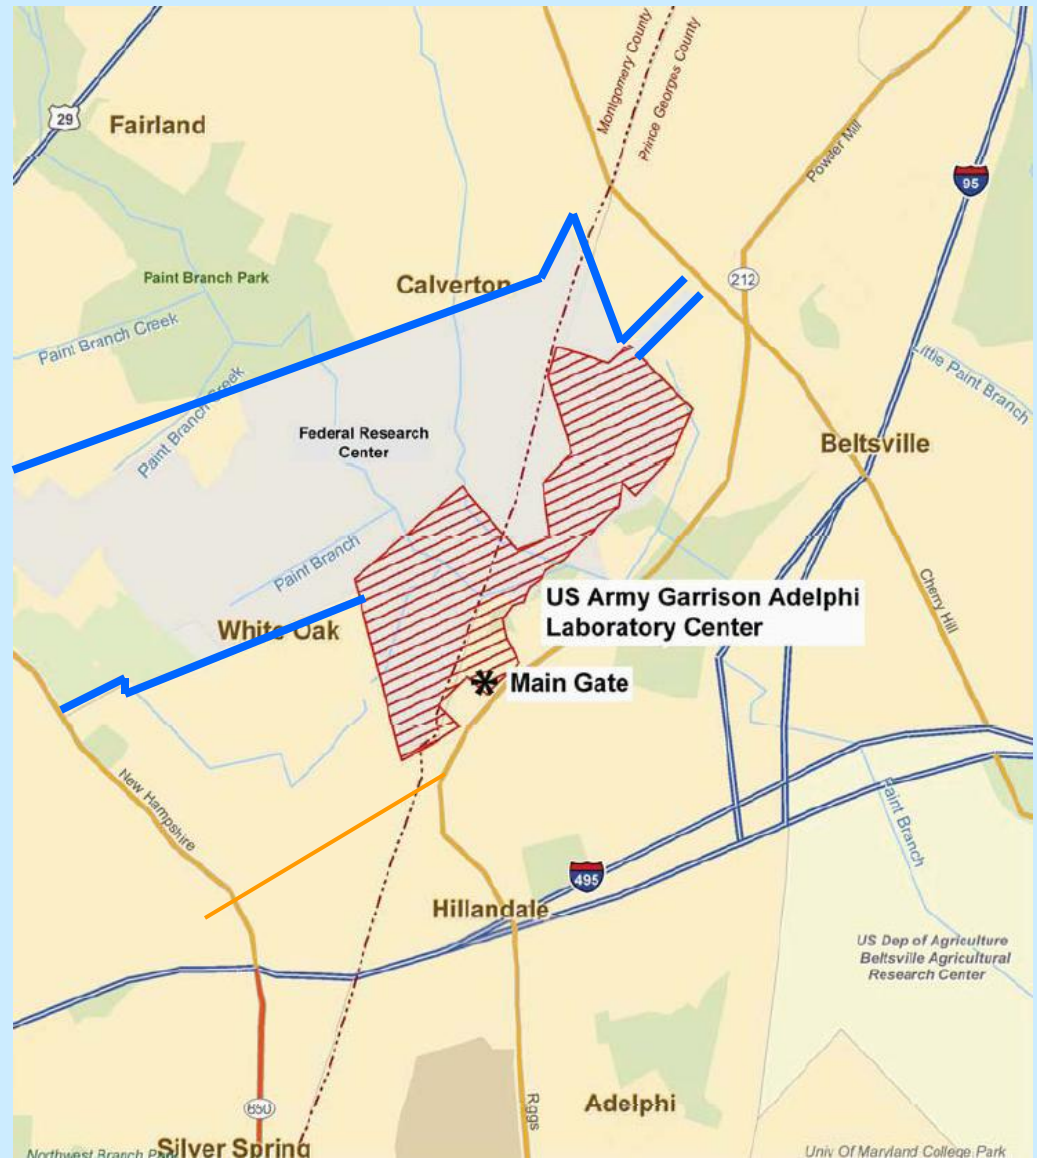 Montgomery County
Prince Georges County
29
Fairland
Powder Mill
95
Paint Branch Park
Calverton
212
Paint Branch Creek
Little Paint Branch
Paint Branch Creek
Federal Research
Center
Beltsville
Paint Branch
US Army Garrison Adelphi
Laboratory Center
Cherry Hill
White Oak
Main Gate
New Hampshire
Paint Branch
495
Hillandale
US Dep of Agriculture
Beltsville Agricultural
Research Center
650
Riggs
Adelphi
Silver Spring
Northwest Branch
Univ Of Maryland College Park